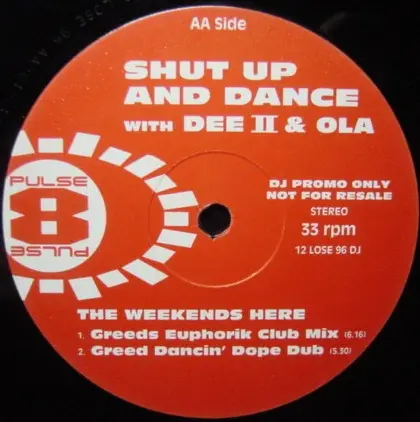 AA Side
SHUT UP
AND DANCE
WITH DEE II & OLA
PULSE
8
PULSE
DJ PROMO ONLY
NOT FOR RESALE
STEREO
33 rpm
12 LOSE 96 DJ
THE WEEKENDS HERE
1. Greeds Euphorik Club Mix (6.16)
2. Greed Dancin' Dope Dub (5.30)